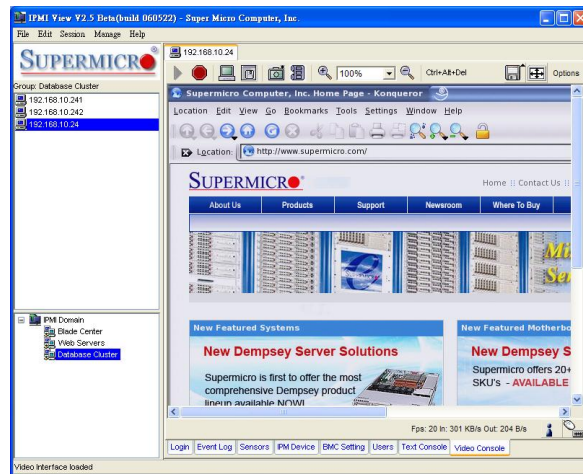 IPMI View V2.5 Beta(build 060522) - Super Micro Computer, Inc.
File Edit Session Manage Help
SUPERMICR
Group: Database Cluster
192.168.10.241
192.168.10.242
192.168.10.24
IPMI Domain
Blade Center
Web Servers
Database Cluster
192.168.10.24
100% Ctrl+Alt+Del Options
Supermicro Computer, Inc. Home Page - Konqueror
Location Edit View Go Bookmarks Tools Settings Window Help
Location: http://www.supermicro.com/
SUPERMICR
Home :: Contact Us ::
About Us Products Support Newsroom Where To Buy
New Featured Systems
New Dempsey Server Solutions
Supermicro is first to offer the most
comprehensive Dempsey product
lineup available NOW!
New Featured Motherbo
New Dempsey S
Supermicro offers 20+
SKU's - AVAILABLE
Fps: 20 In: 301 KB/s Out: 204 B/s
Login Event Log Sensors IPM Device BMC Setting Users Text Console Video Console
Video Interface loaded